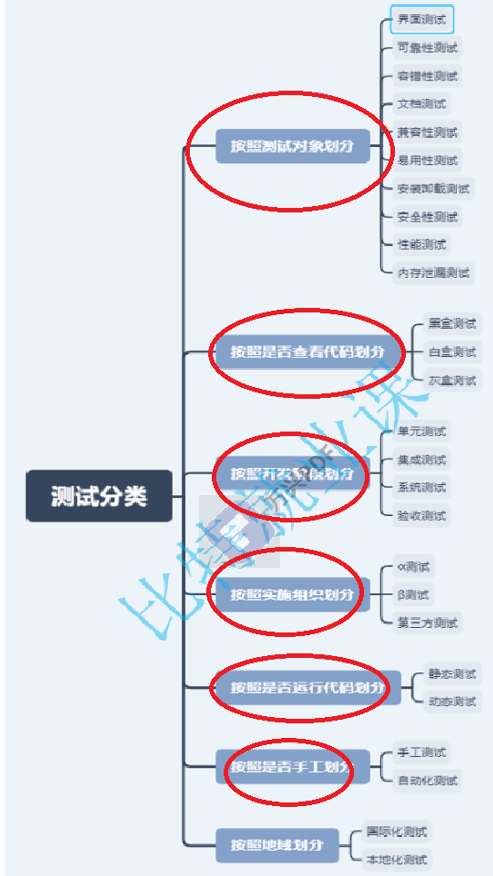 界面测试
可靠性测试
容错性测试
文档测试
兼容性测试
按照测试对象划分
易用性测试
安装卸载测试
安全性测试
性能测试
内存泄漏测试
黑盒测试
按照是否查看代码划分
白盒测试
灰盒测试
单元测试
集成测试
按照开发阶段划分
系统测试
验收测试
测试分类
α测试
按照实施组织划分
β测试
第三方测试
静态测试
按照是否运行代码划分
动态测试
手工测试
按照是否手工划分
自动化测试
国际化测试
按照地域划分
本地化测试
比特就业课
万兴PDF